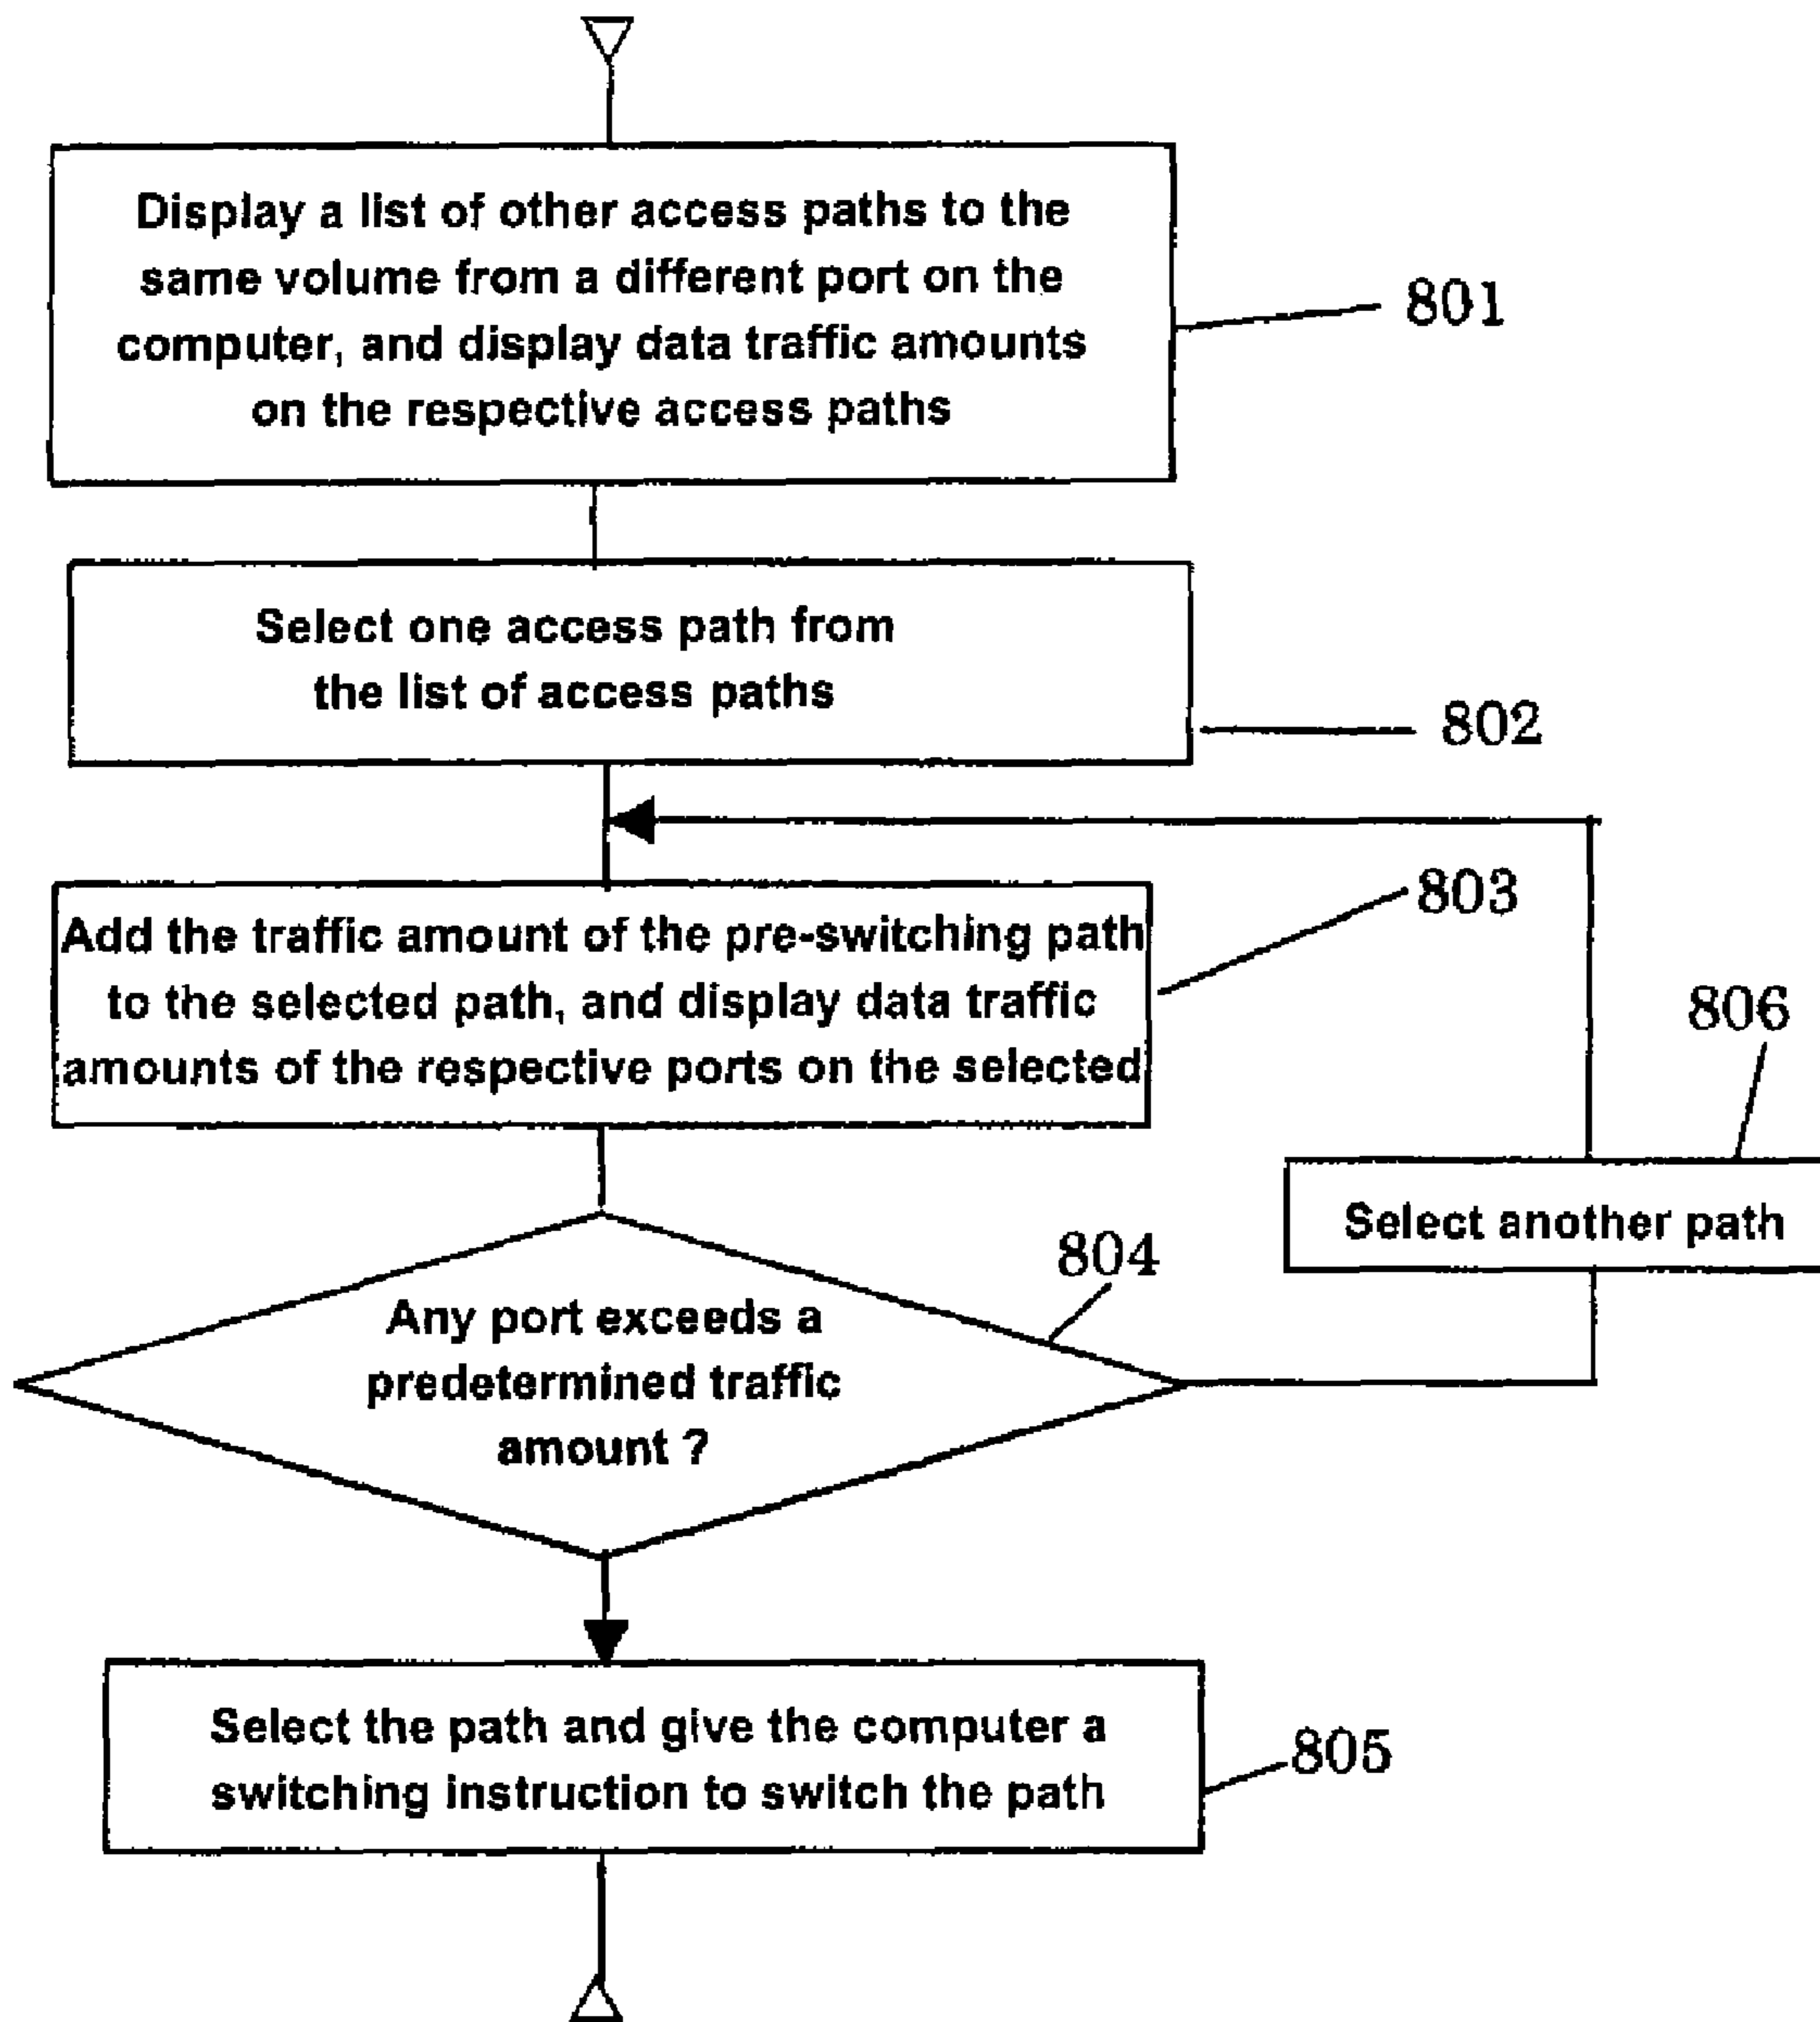 Display a list of other access paths to the
same volume from a different port on the
computer, and display data traffic amounts
on the respective access paths
801
Select one access path from
the list of access paths
802
Add the traffic amount of the pre-switching path
to the selected path, and display data traffic
amounts of the respective ports on the selected
803
806
Select another path
804
Any port exceeds a
predetermined traffic
amount ?
Select the path and give the computer a
switching instruction to switch the path
805